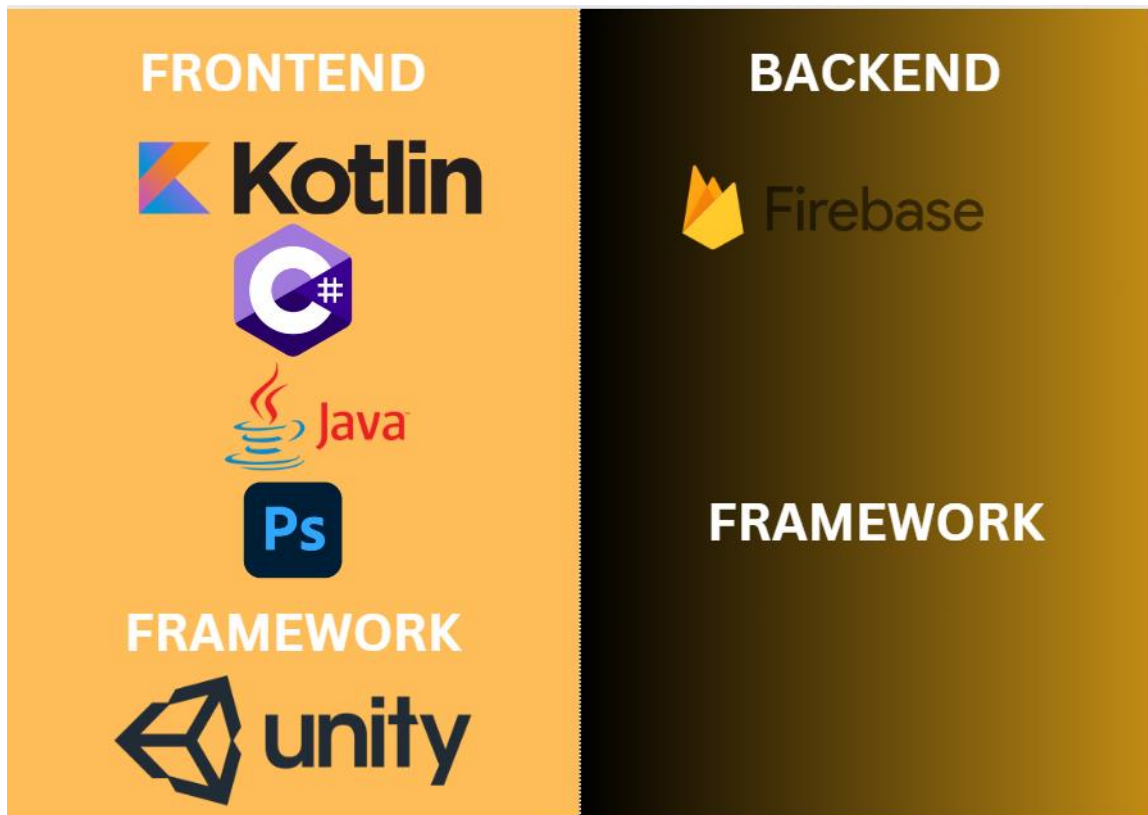 FRONTEND
Kotlin
C#
Java
Ps
FRAMEWORK
unity
BACKEND
Firebase
FRAMEWORK